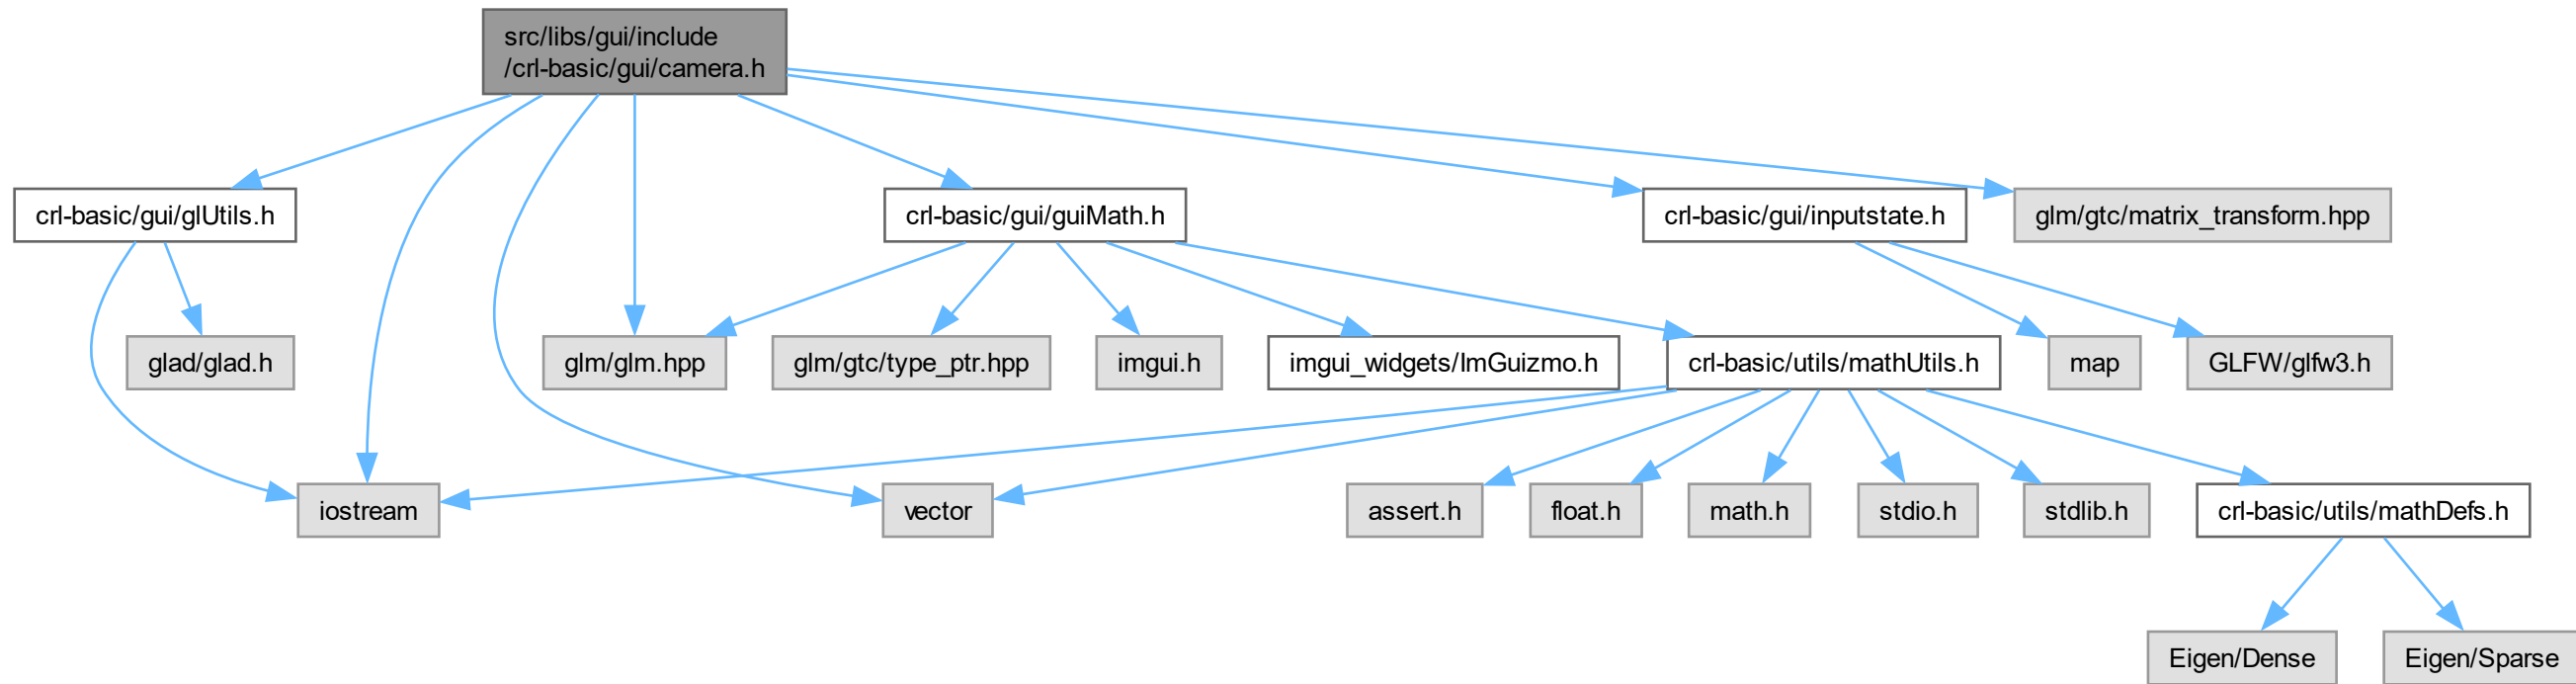 src/libs/gui/include
/crl-basic/gui/camera.h
crl-basic/gui/glUtils.h
crl-basic/gui/guiMath.h
crl-basic/gui/inputstate.h
glm/gtc/matrix_transform.hpp
glad/glad.h
glm/glm.hpp
glm/gtc/type_ptr.hpp
imgui.h
imgui_widgets/ImGuizmo.h
crl-basic/utils/mathUtils.h
map
GLFW/glfw3.h
iostream
vector
assert.h
float.h
math.h
stdio.h
stdlib.h
crl-basic/utils/mathDefs.h
Eigen/Dense
Eigen/Sparse